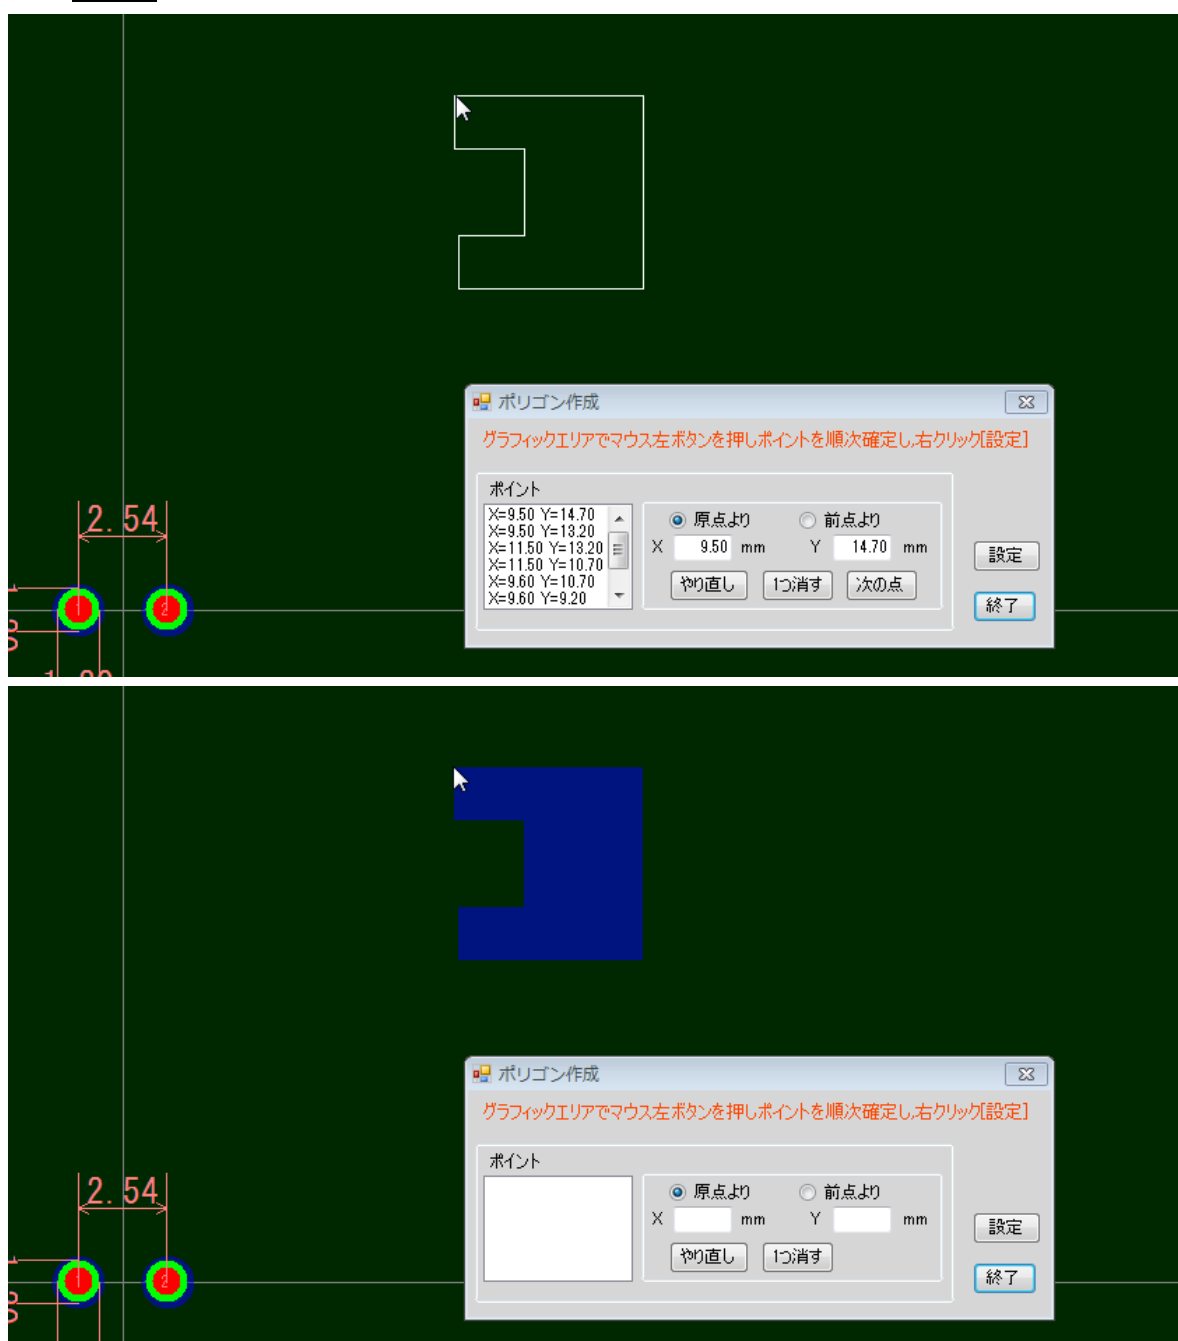 ポリゴン作成
グラフィックエリアでマウス左ボタンを押しポイントを順次確定し,右クリック[設定]
ポイント
X=9.50 Y=14.70
X=9.50 Y=13.20
X=11.50 Y=13.20
X=11.50 Y=10.70
X=9.60 Y=10.70
X=9.60 Y=9.20
原点より 前点より
X 9.50 mm Y 14.70 mm
やり直し 1つ消す 次の点
設定
終了
2.54
1 2
ポリゴン作成
グラフィックエリアでマウス左ボタンを押しポイントを順次確定し,右クリック[設定]
ポイント
原点より 前点より
X mm Y mm
やり直し 1つ消す
設定
終了
2.54
1 2